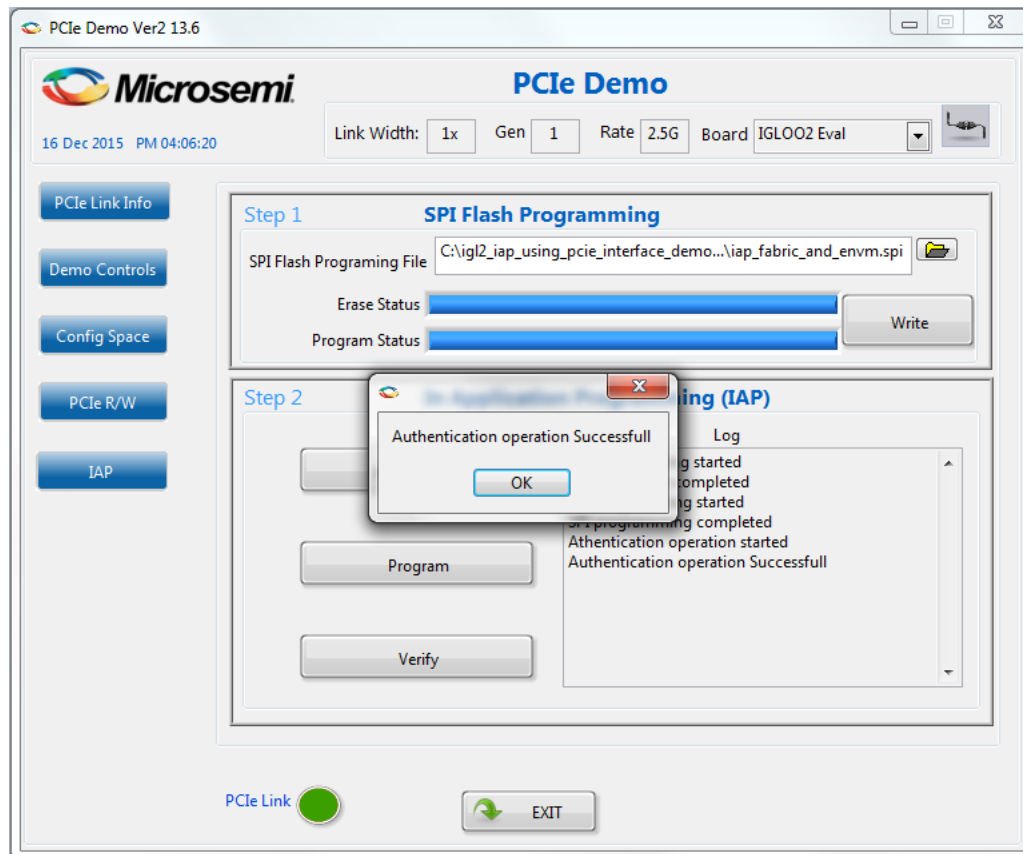 PCIe Demo Ver2 13.6
Microsemi.
PCIe Demo
16 Dec 2015 PM 04:06:20
Link Width: 1x Gen 1 Rate 2.5G Board IGLOO2 Eval
PCIe Link Info
Demo Controls
Config Space
PCIe R/W
IAP
Step 1 SPI Flash Programming
SPI Flash Programing File C:\igl2_iap_using_pcie_interface_demo...\iap_fabric_and_envm.spi
Erase Status
Program Status
Write
Step 2 In Application Programming (IAP)
Authentication operation Successfull
OK
Log
started
completed
started
SPI programming completed
Athentication operation started
Authentication operation Successfull
Program
Verify
PCIe Link
EXIT